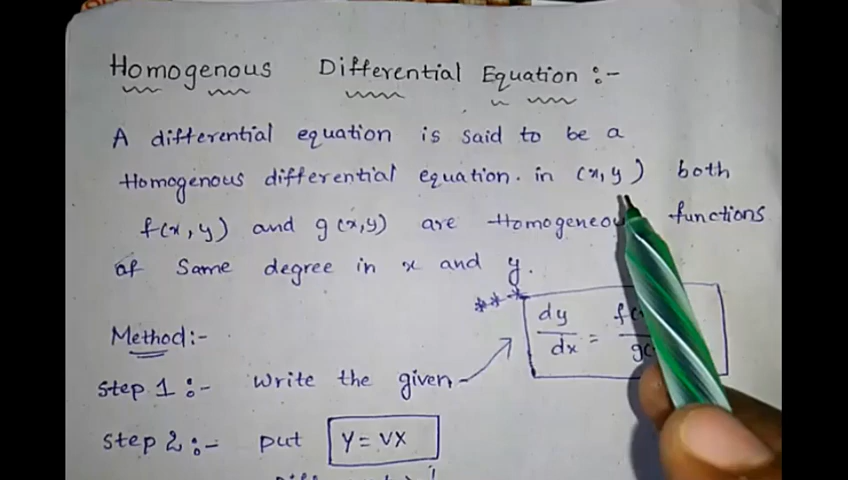 Homogenous Differential Equation :-
A differential equation is said to be a
Homogenous differential equation. in (x,y) both
f(x,y) and g(x,y) are Homogeneou functions
of Same degree in x and y.
***
dy/dx = f( / g(
Method:-
Step 1 :- Write the given
Step 2 :- put Y = VX